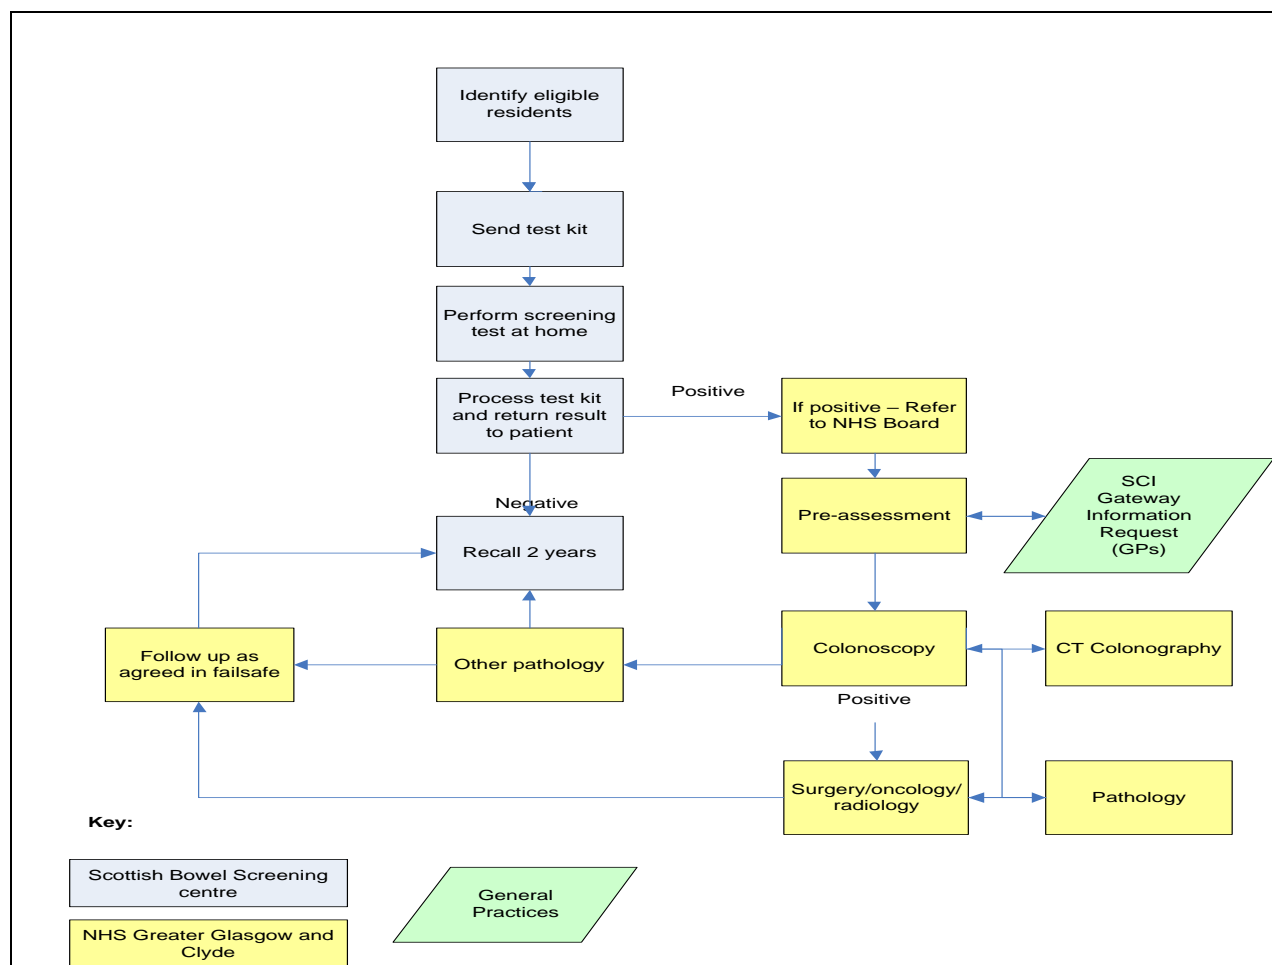 Identify eligible
residents
Send test kit
Perform screening
test at home
Process test kit
and return result
to patient
Positive
If positive – Refer
to NHS Board
Negative
Recall 2 years
Pre-assessment
SCI
Gateway
Information
Request
(GPs)
Follow up as
agreed in failsafe
Other pathology
Colonoscopy
CT Colonography
Positive
Surgery/oncology/
radiology
Pathology
Key:
Scottish Bowel Screening
centre
General
Practices
NHS Greater Glasgow and
Clyde